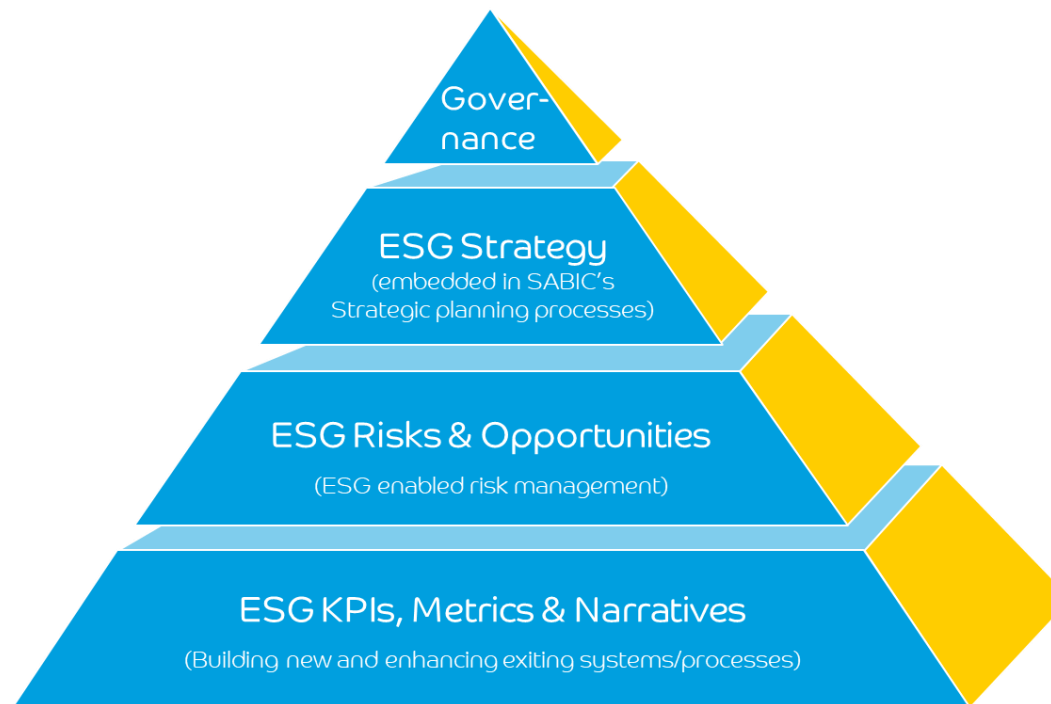 Gover-
nance
ESG Strategy
(embedded in SABIC's
Strategic planning processes)
ESG Risks & Opportunities
(ESG enabled risk management)
ESG KPIs, Metrics & Narratives
(Building new and enhancing exiting systems/processes)